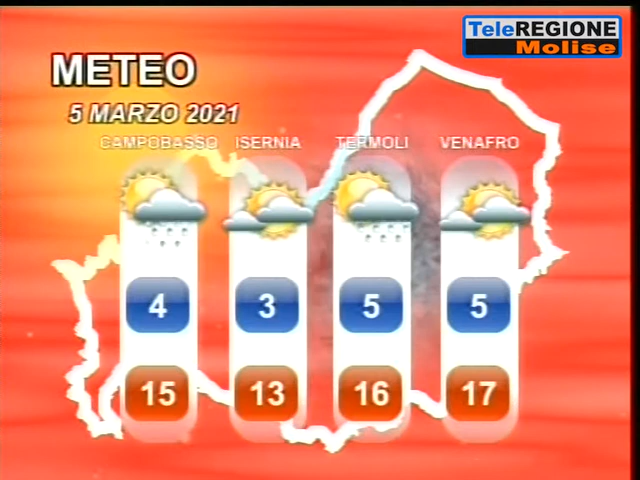 TeleREGIONE
Molise
METEO
5 MARZO 2021
CAMPOBASSO ISERNIA TERMOLI VENAFRO
4 3 5 5
15 13 16 17